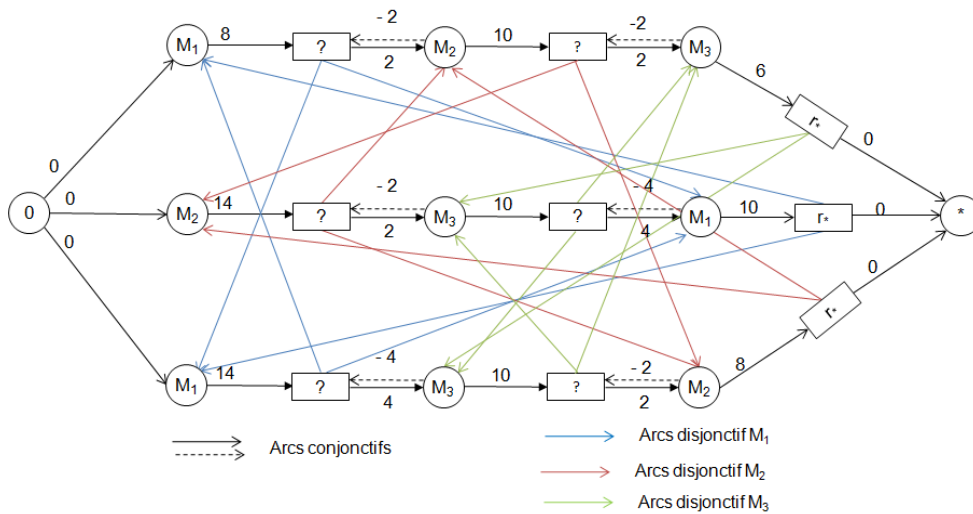 - 2 - 2
M₁ 8 ? 2 M₂ 10 ? 2 M₃
6
r*
0
0
- 2 - 4
0 0 M₂ 14 ? 2 M₃ 10 ? 4 M₁ 10 r* 0 *
0
0
r*
- 4 - 2
M₁ 14 ? 4 M₃ 10 ? 2 M₂ 8
Arcs conjonctifs
Arcs disjonctif M₁
Arcs disjonctif M₂
Arcs disjonctif M₃